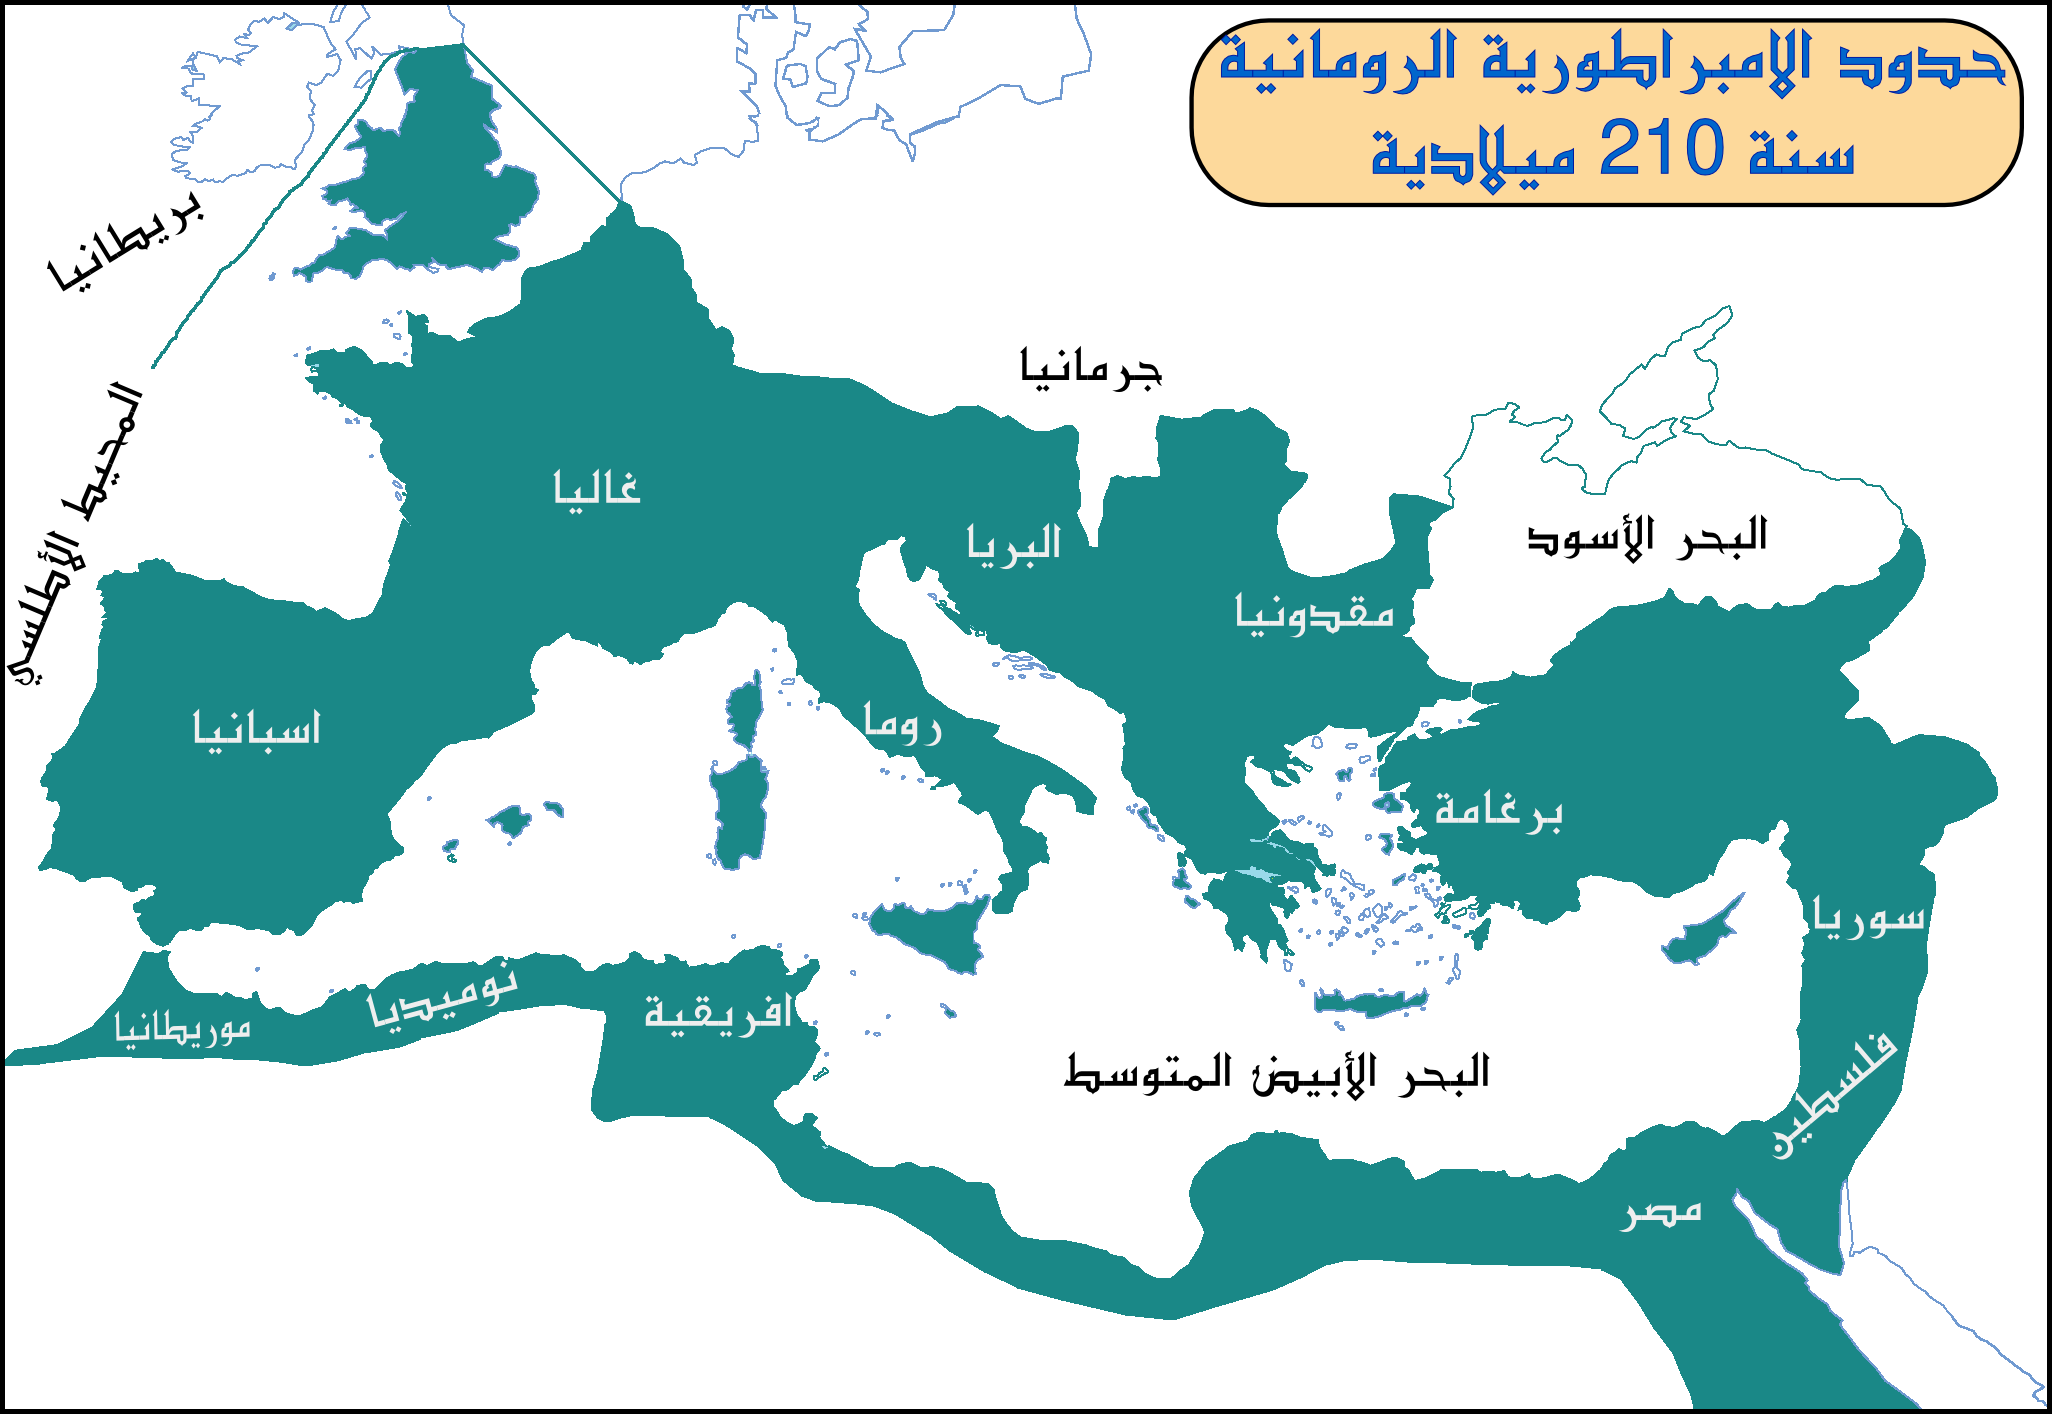 حدود الامبراطورية الرومانية
سنة 210 ميلادية
بريطانيا
المحيط الأطلسي
جرمانيا
غاليا
البريا
البحر الأسود
مقدونيا
اسبانيا
روما
برغامة
سوريا
نوميديا
افريقية
موريطانيا
البحر الأبيض المتوسط
فلسطين
مصر